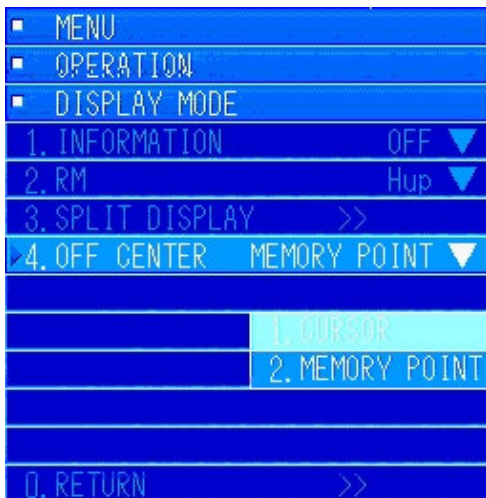 MENU
OPERATION
DISPLAY MODE
1. INFORMATION OFF ▼
2. RM Hup ▼
3. SPLIT DISPLAY >>
4. OFF CENTER MEMORY POINT ▼
1. CURSOR
2. MEMORY POINT
0. RETURN >>